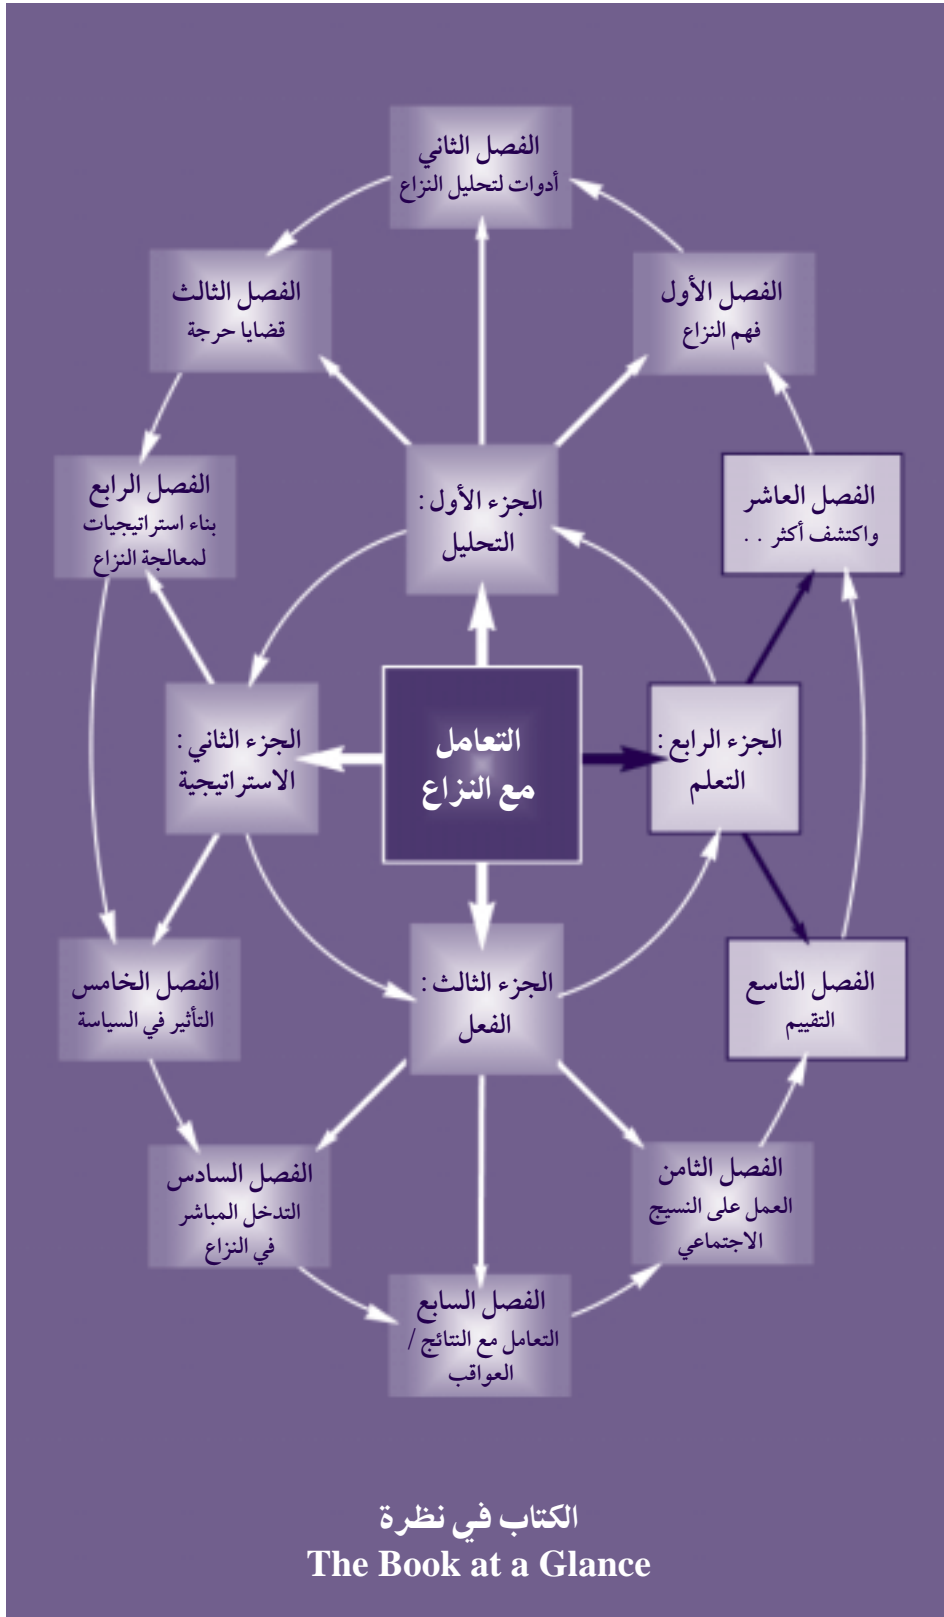 الفصل الثاني
أدوات لتحليل النزاع
الفصل الأول
فهم النزاع
الفصل الثالث
قضايا حرجة
الجزء الأول :
التحليل
الفصل العاشر
واكتشف أكثر . .
الفصل الرابع
بناء استراتيجيات
لمعالجة النزاع
الجزء الرابع :
التعلم
التعامل
مع النزاع
الجزء الثاني :
الاستراتيجية
الفصل التاسع
التقييم
الجزء الثالث :
الفعل
الفصل الخامس
التأثير في السياسة
الفصل الثامن
العمل على النسيج
الاجتماعي
الفصل السادس
التدخل المباشر
في النزاع
الفصل السابع
التعامل مع النتائج /
العواقب
الكتاب في نظرة
The Book at a Glance